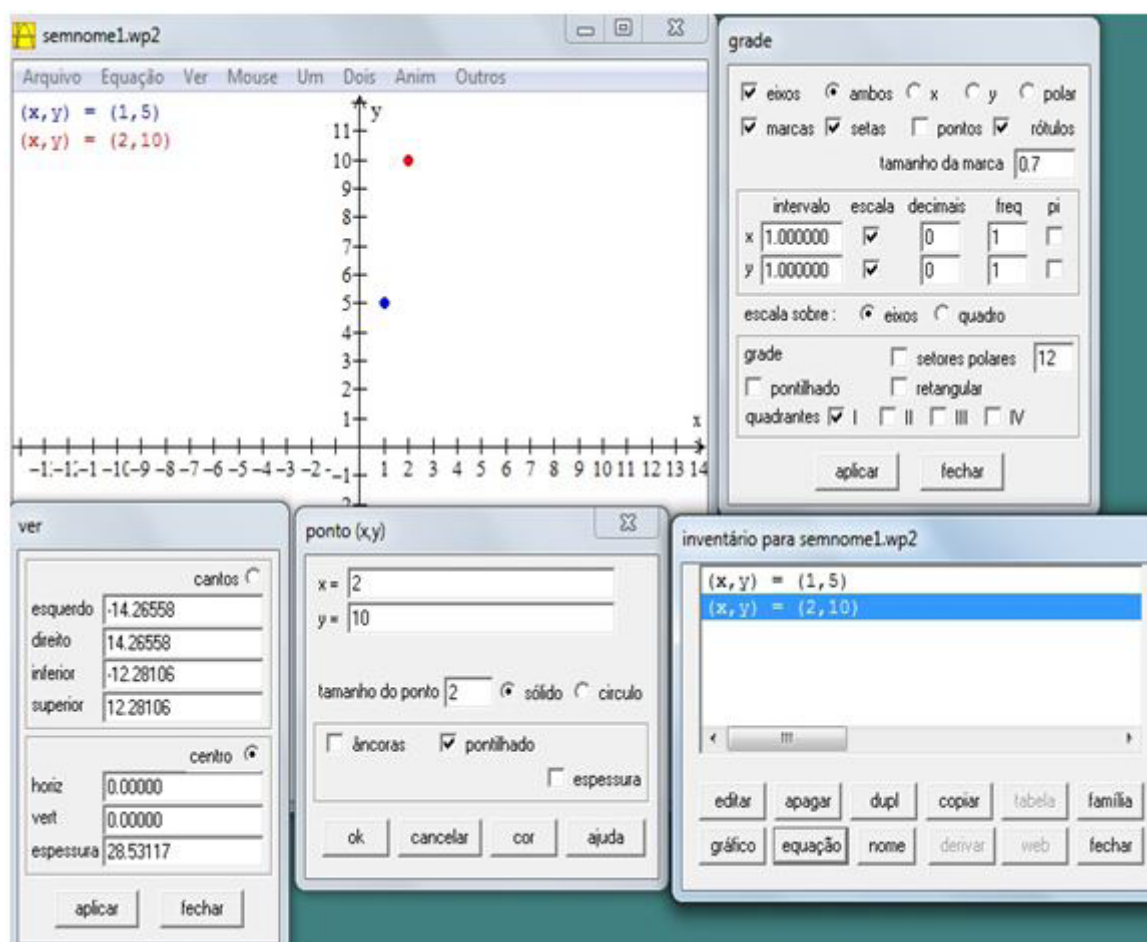 semnome1.wp2
Arquivo Equação Ver Mouse Um Dois Anim Outros
(x,y) = (1,5)
(x,y) = (2,10)
y
11
10
9
8
7
6
5
4
3
2
1
x
-1:-1:-1 -10-9 -8 -7 -6 -5 -4 -3 -2 - -1 1 2 3 4 5 6 7 8 9 10 11 12 13 14
grade
eixos ambos x y polar
marcas setas pontos rótulos
tamanho da marca 0.7
intervalo escala decimais freq pi
x 1.000000 0 1
y 1.000000 0 1
escala sobre : eixos quadro
grade setores polares 12
pontilhado retangular
quadrantes I II III IV
aplicar fechar
ver
cantos
esquerdo -14.26558
direito 14.26558
inferior -12.28106
superior 12.28106
centro
horiz 0.00000
vert 0.00000
espessura 28.53117
aplicar fechar
ponto (x,y)
x = 2
y = 10
tamanho do ponto 2 sólido circulo
âncoras pontilhado
espessura
ok cancelar cor ajuda
inventário para semnome1.wp2
(x,y) = (1,5)
(x,y) = (2,10)
editar apagar dupl copiar tabela família
gráfico equação nome derivar web fechar